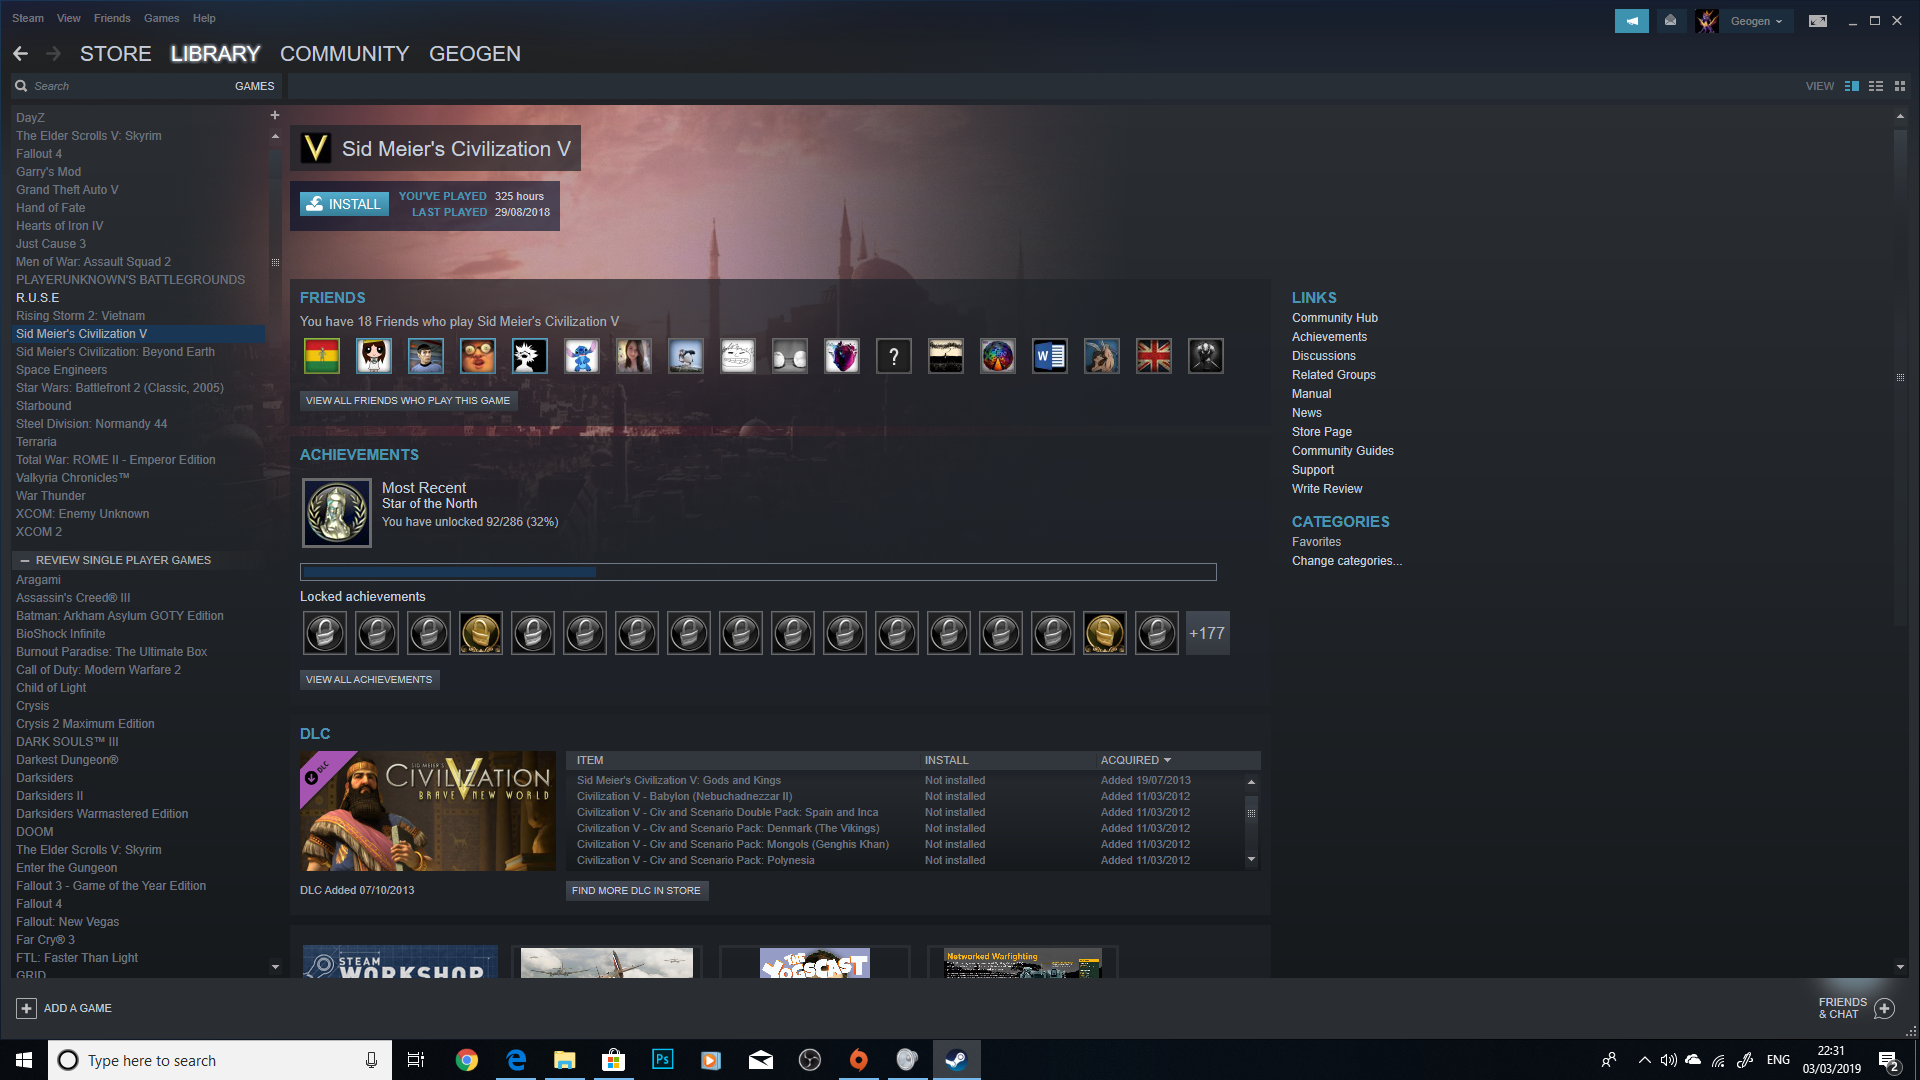 Steam View Friends Games Help
Geogen
STORE LIBRARY COMMUNITY GEOGEN
Search GAMES
VIEW
DayZ
The Elder Scrolls V: Skyrim
Fallout 4
Garry's Mod
Grand Theft Auto V
Hand of Fate
Hearts of Iron IV
Just Cause 3
Men of War: Assault Squad 2
PLAYERUNKNOWN'S BATTLEGROUNDS
R.U.S.E
Rising Storm 2: Vietnam
Sid Meier's Civilization V
Sid Meier's Civilization: Beyond Earth
Space Engineers
Star Wars: Battlefront 2 (Classic, 2005)
Starbound
Steel Division: Normandy 44
Terraria
Total War: ROME II - Emperor Edition
Valkyria Chronicles™
War Thunder
XCOM: Enemy Unknown
XCOM 2
REVIEW SINGLE PLAYER GAMES
Aragami
Assassin's Creed® III
Batman: Arkham Asylum GOTY Edition
BioShock Infinite
Burnout Paradise: The Ultimate Box
Call of Duty: Modern Warfare 2
Child of Light
Crysis
Crysis 2 Maximum Edition
DARK SOULS™ III
Darkest Dungeon®
Darksiders
Darksiders II
Darksiders Warmastered Edition
DOOM
The Elder Scrolls V: Skyrim
Enter the Gungeon
Fallout 3 - Game of the Year Edition
Fallout 4
Fallout: New Vegas
Far Cry® 3
FTL: Faster Than Light
GRID
V Sid Meier's Civilization V
INSTALL
YOU'VE PLAYED 325 hours
LAST PLAYED 29/08/2018
FRIENDS
You have 18 Friends who play Sid Meier's Civilization V
?
W
VIEW ALL FRIENDS WHO PLAY THIS GAME
ACHIEVEMENTS
Most Recent
Star of the North
You have unlocked 92/286 (32%)
Locked achievements
+177
VIEW ALL ACHIEVEMENTS
DLC
DLC
SID MEIER'S
CIVILIZATION V
BRAVE NEW WORLD
DLC Added 07/10/2013
ITEM INSTALL ACQUIRED
Sid Meier's Civilization V: Gods and Kings Not installed Added 19/07/2013
Civilization V - Babylon (Nebuchadnezzar II) Not installed Added 11/03/2012
Civilization V - Civ and Scenario Double Pack: Spain and Inca Not installed Added 11/03/2012
Civilization V - Civ and Scenario Pack: Denmark (The Vikings) Not installed Added 11/03/2012
Civilization V - Civ and Scenario Pack: Mongols (Genghis Khan) Not installed Added 11/03/2012
Civilization V - Civ and Scenario Pack: Polynesia Not installed Added 11/03/2012
FIND MORE DLC IN STORE
STEAM
WORKSHOP
THE
YOGSCAST
Networked Warfighting
LINKS
Community Hub
Achievements
Discussions
Related Groups
Manual
News
Store Page
Community Guides
Support
Write Review
CATEGORIES
Favorites
Change categories...
ADD A GAME
FRIENDS
& CHAT
Type here to search
Ps
ENG
22:31
03/03/2019
2